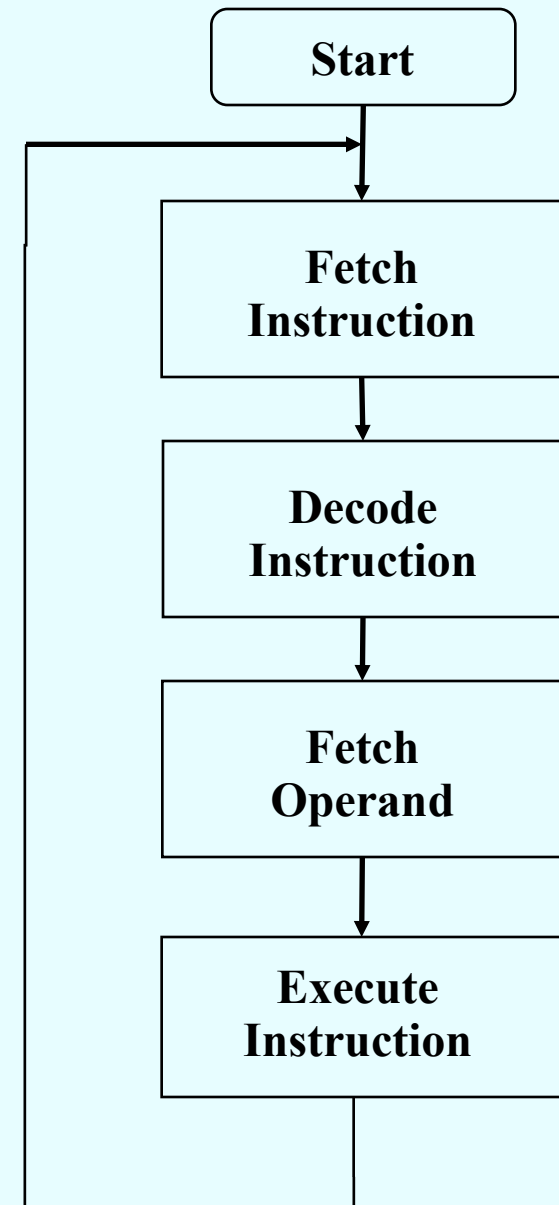 Start
Fetch
Instruction
Decode
Instruction
Fetch
Operand
Execute
Instruction